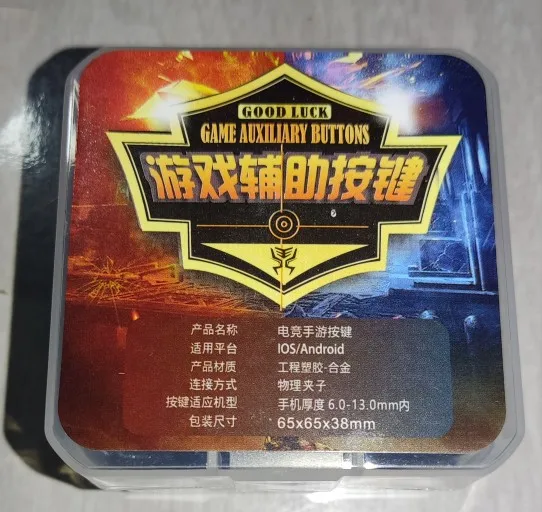 GOOD LUCK
GAME AUXILIARY BUTTONS
游戏辅助按键
产品名称 电竞手游按键
适用平台 IOS/Android
产品材质 工程塑胶·合金
连接方式 物理夹子
按键适应机型 手机厚度 6.0-13.0mm内
包装尺寸 65x65x38mm